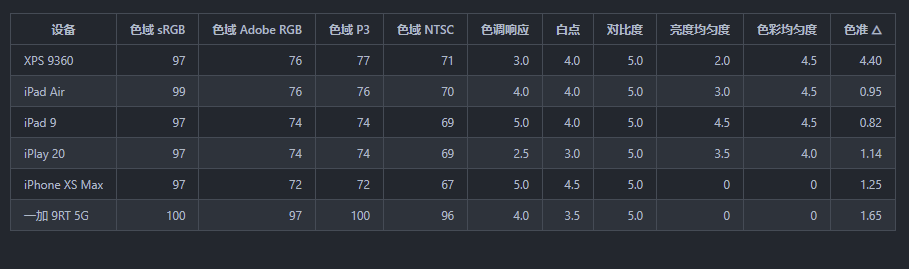 设备 色域 sRGB 色域 Adobe RGB 色域 P3 色域 NTSC 色调响应 白点 对比度 亮度均匀度 色彩均匀度 色准 △
XPS 9360 97 76 77 71 3.0 4.0 5.0 2.0 4.5 4.40
iPad Air 99 76 76 70 4.0 4.0 5.0 3.0 4.5 0.95
iPad 9 97 74 74 69 5.0 4.0 5.0 4.5 4.5 0.82
iPlay 20 97 74 74 69 2.5 3.0 5.0 3.5 4.0 1.14
iPhone XS Max 97 72 72 67 5.0 4.5 5.0 0 0 1.25
一加 9RT 5G 100 97 100 96 4.0 3.5 5.0 0 0 1.65